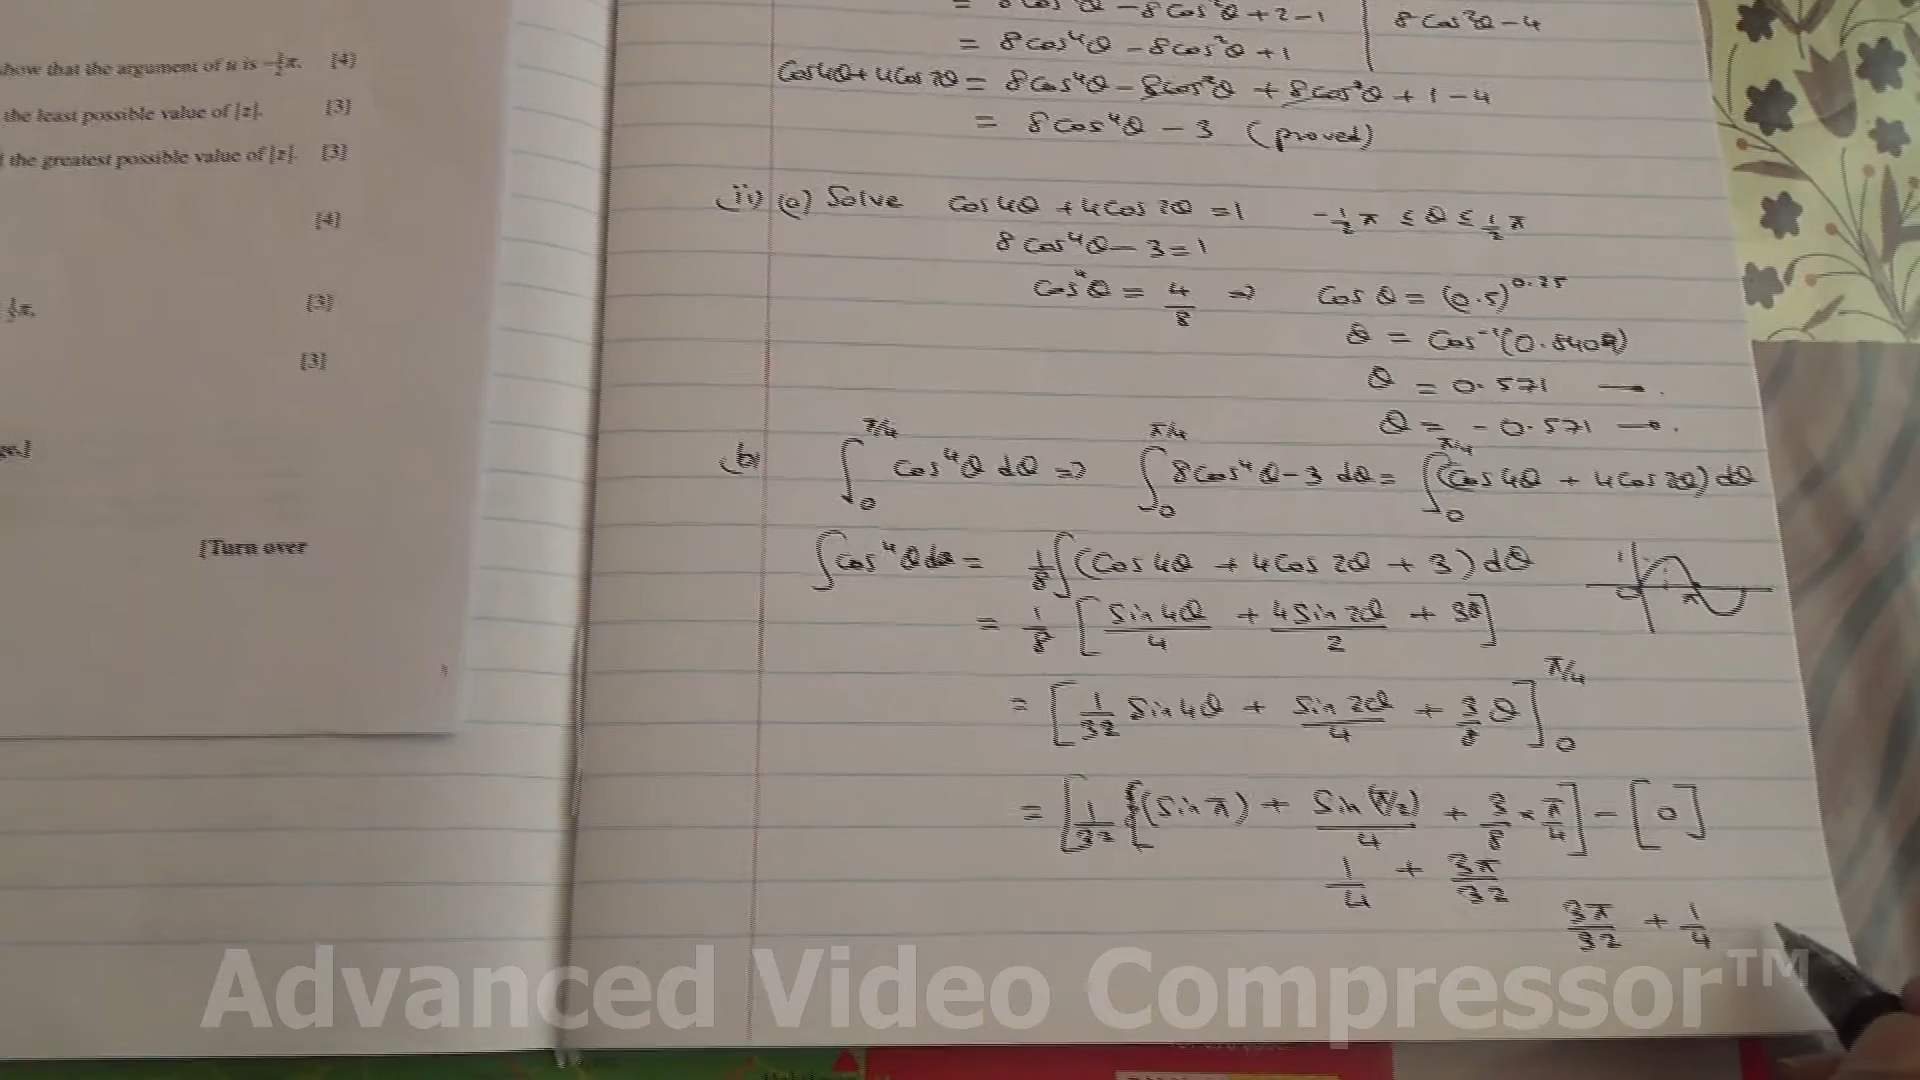 show that the argument of u is −½π. [4]
the least possible value of |z|. [3]
the greatest possible value of |z|. [3]
[4]
½π. [3]
[3]
[Turn over
− 8cos²θ + 2 − 1
8cos²θ − 4
= 8cos⁴θ − 8cos²θ + 1
cos4θ + 4cos2θ = 8cos⁴θ − 8cos²θ + 8cos²θ + 1 − 4
= 8cos⁴θ − 3 (proved)
(ii) (a) Solve cos4θ + 4cos2θ = 1 −½π ≤ θ ≤ ½π
8cos⁴θ − 3 = 1
cos⁴θ = 4/8 ⇒ cosθ = (0.5)^0.25
θ = cos⁻¹(0.8409)
θ = 0.571
θ = −0.571
(b) ∫₀^π/4 cos⁴θ dθ ⇒ ∫₀^π/4 8cos⁴θ − 3 dθ = ∫₀^π/4 (cos4θ + 4cos2θ) dθ
∫cos⁴θ dθ = 1/8 ∫(cos4θ + 4cos2θ + 3) dθ
= 1/8 [sin4θ/4 + 4sin2θ/2 + 3θ]
= [1/32 sin4θ + sin2θ/4 + 3/8 θ]₀^π/4
= [1/32 {(sinπ) + sin(π/2)/4 + 3/8 × π/4] − [0]
1/4 + 3π/32
3π/32 + 1/4
Advanced Video Compressor™